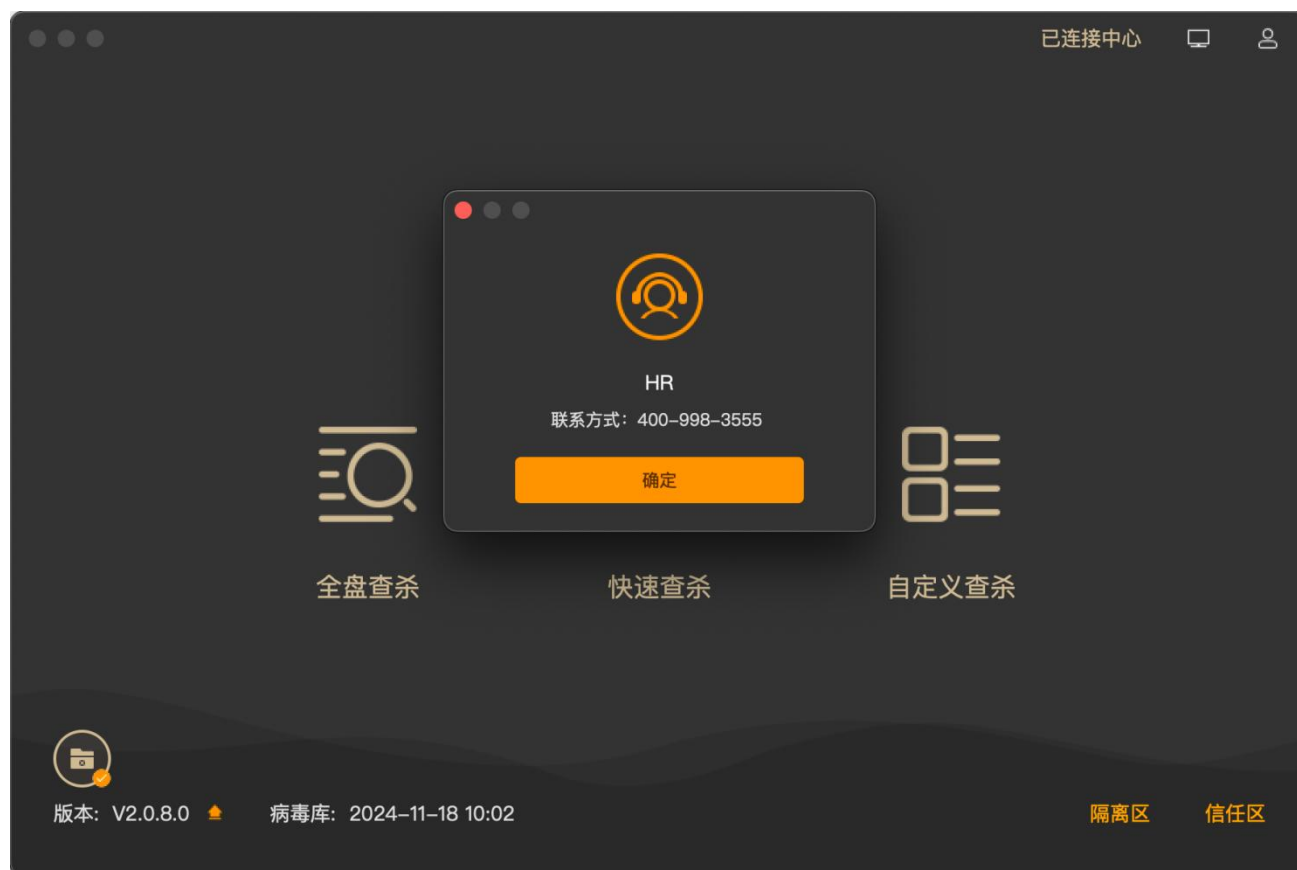 已连接中心
HR
联系方式：400-998-3555
确定
全盘查杀
快速查杀
自定义查杀
版本: V2.0.8.0
病毒库: 2024-11-18 10:02
隔离区
信任区